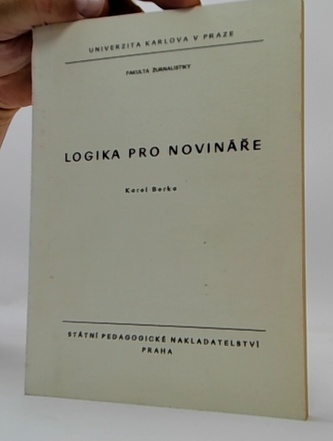 UNIVERZITA KARLOVA V PRAZE
FAKULTA ŽURNALISTIKY
LOGIKA PRO NOVINÁŘE
Karel Berka
STÁTNÍ PEDAGOGICKÉ NAKLADATELSTVÍ
PRAHA